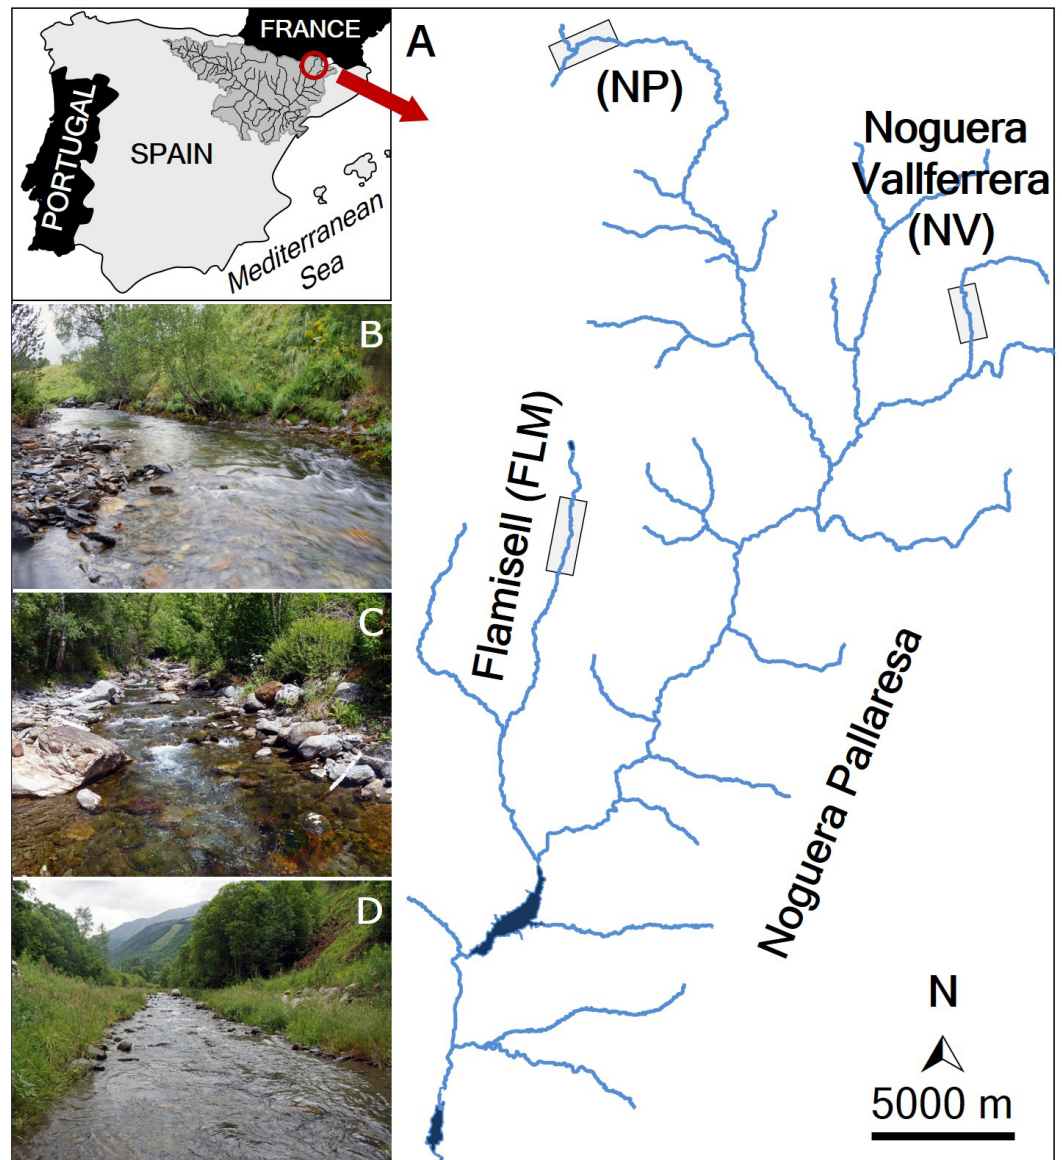 FRANCE
PORTUGAL
SPAIN
Mediterranean
Sea
A
(NP)
Noguera
Vallferrera
(NV)
B
Flamisell (FLM)
C
Noguera Pallaresa
D
N
5000 m